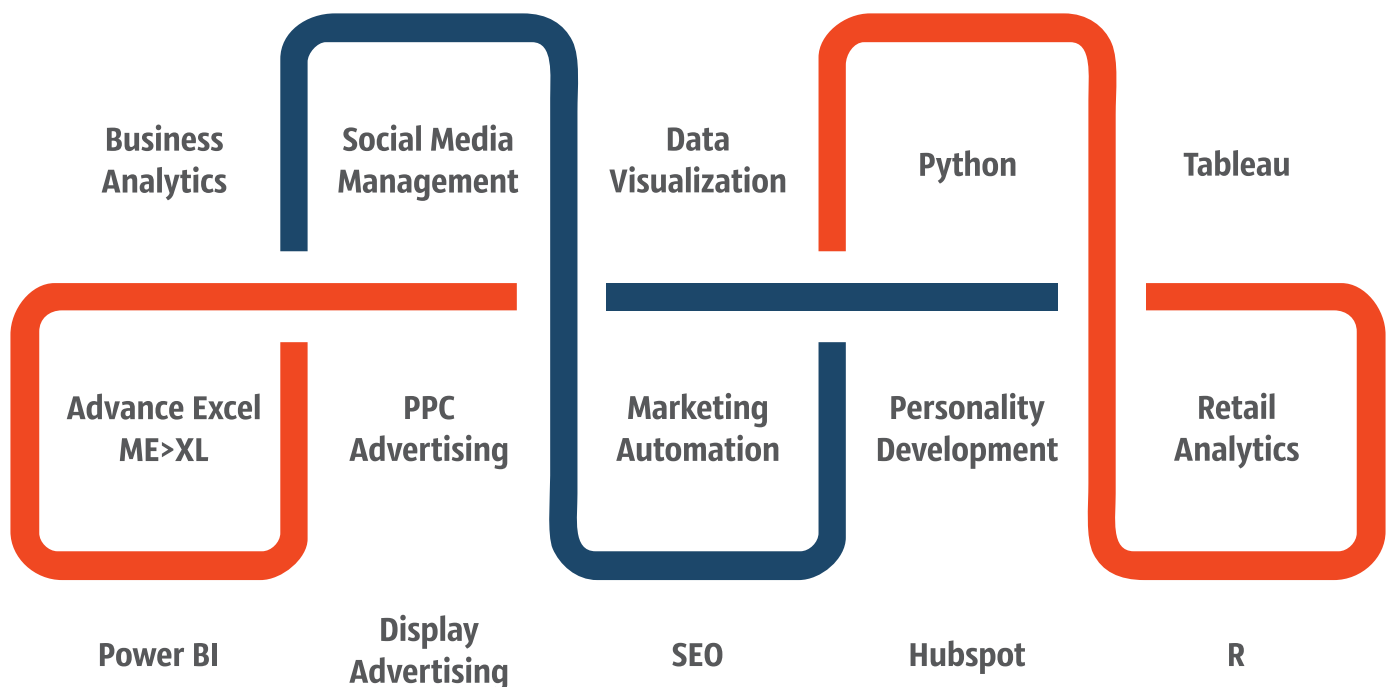 Business
Analytics
Social Media
Management
Data
Visualization
Python
Tableau
Advance Excel
ME>XL
PPC
Advertising
Marketing
Automation
Personality
Development
Retail
Analytics
Power BI
Display
Advertising
SEO
Hubspot
R